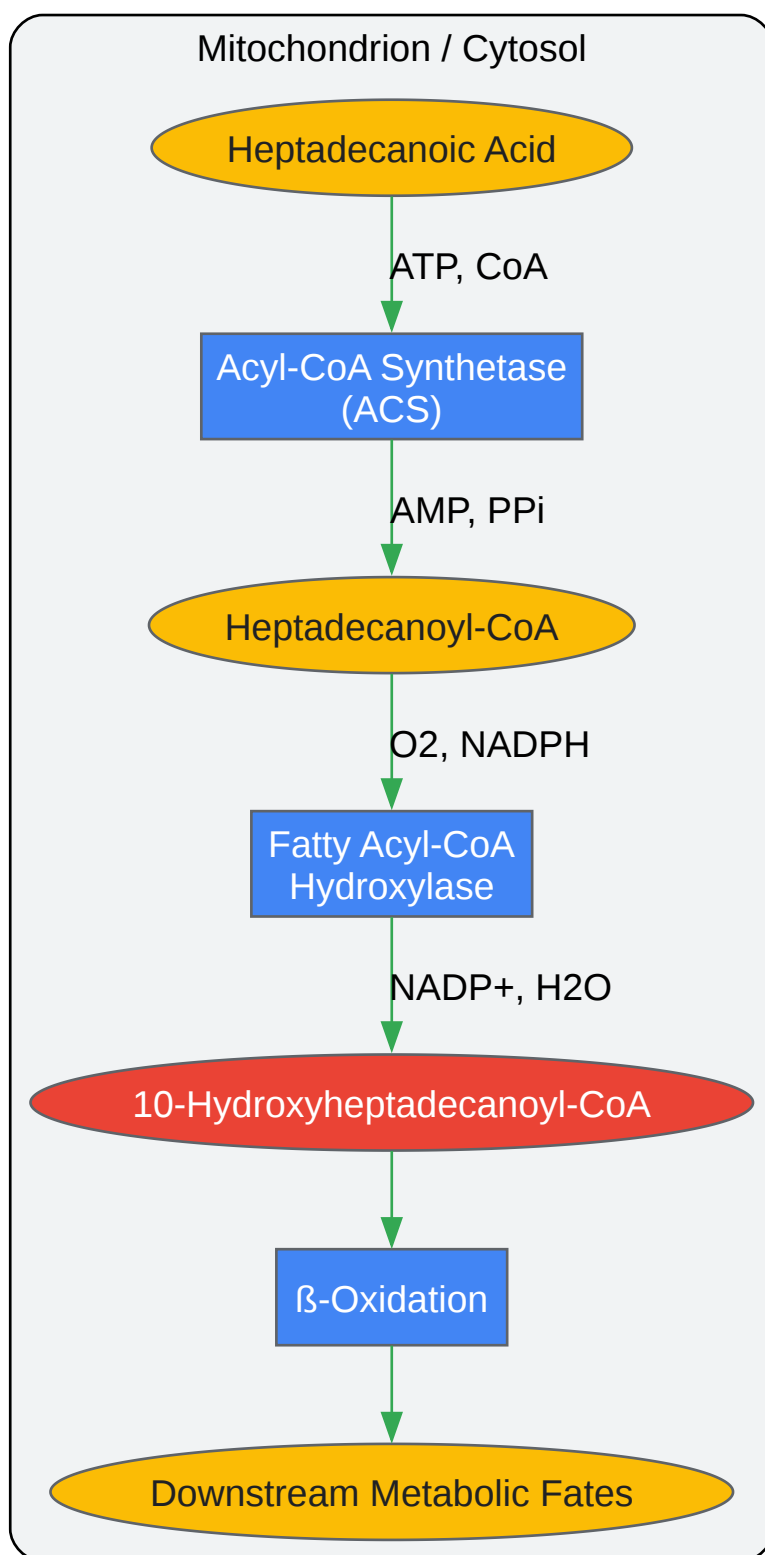 Mitochondrion / Cytosol
Heptadecanoic Acid
ATP, CoA
Acyl-CoA Synthetase
(ACS)
AMP, PPi
Heptadecanoyl-CoA
O2, NADPH
Fatty Acyl-CoA
Hydroxylase
NADP+, H2O
10-Hydroxyheptadecanoyl-CoA
ß-Oxidation
Downstream Metabolic Fates